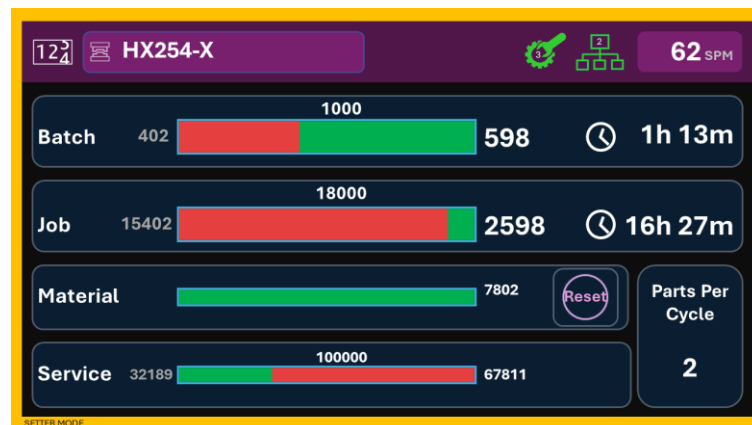 123
4
HX254-X
3
2
62 SPM
1000
Batch 402 598 1h 13m
18000
Job 15402 2598 16h 27m
Material 7802 Reset
Parts Per
Cycle
2
100000
Service 32189 67811
SETTER MODE